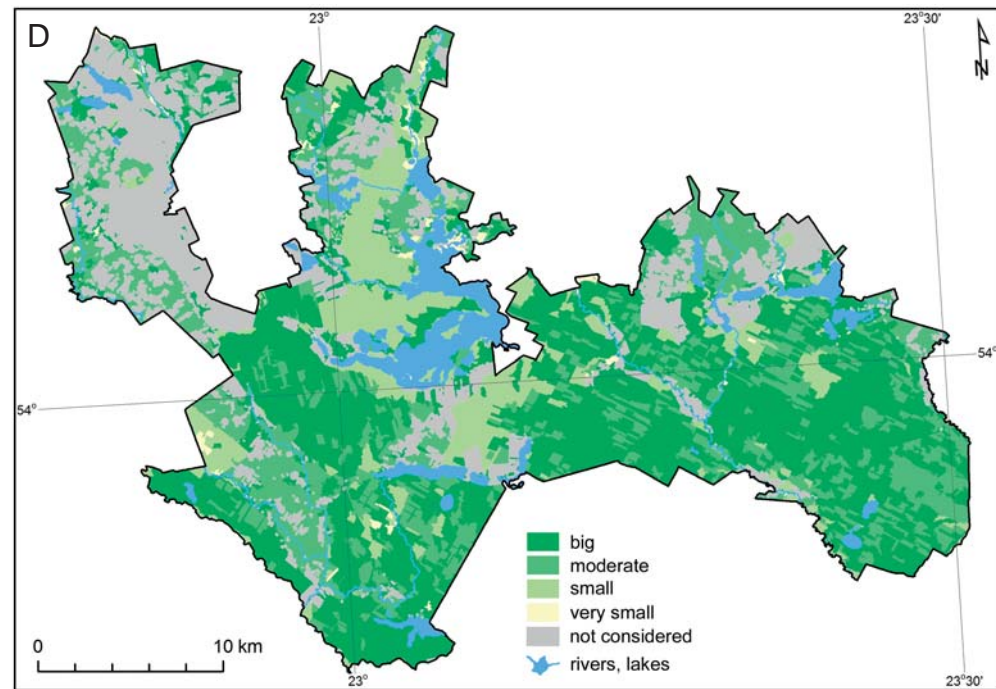 D
23°
23°30'
N
54°
54°
big
moderate
small
very small
not considered
rivers, lakes
0 10 km
23°
23°30'